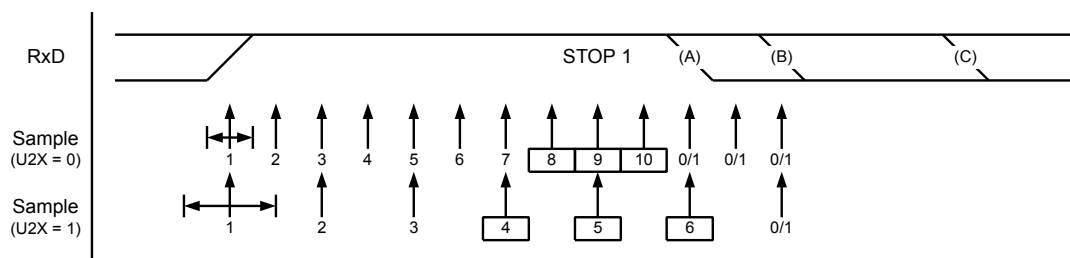 RxD STOP 1 (A) (B) (C)
Sample
(U2X = 0)
1 2 3 4 5 6 7 8 9 10 0/1 0/1 0/1
Sample
(U2X = 1)
1 2 3 4 5 6 0/1